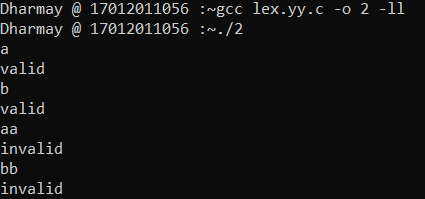 Dharmay @ 17012011056 :~gcc lex.yy.c -o 2 -ll
Dharmay @ 17012011056 :~./2
a
valid
b
valid
aa
invalid
bb
invalid